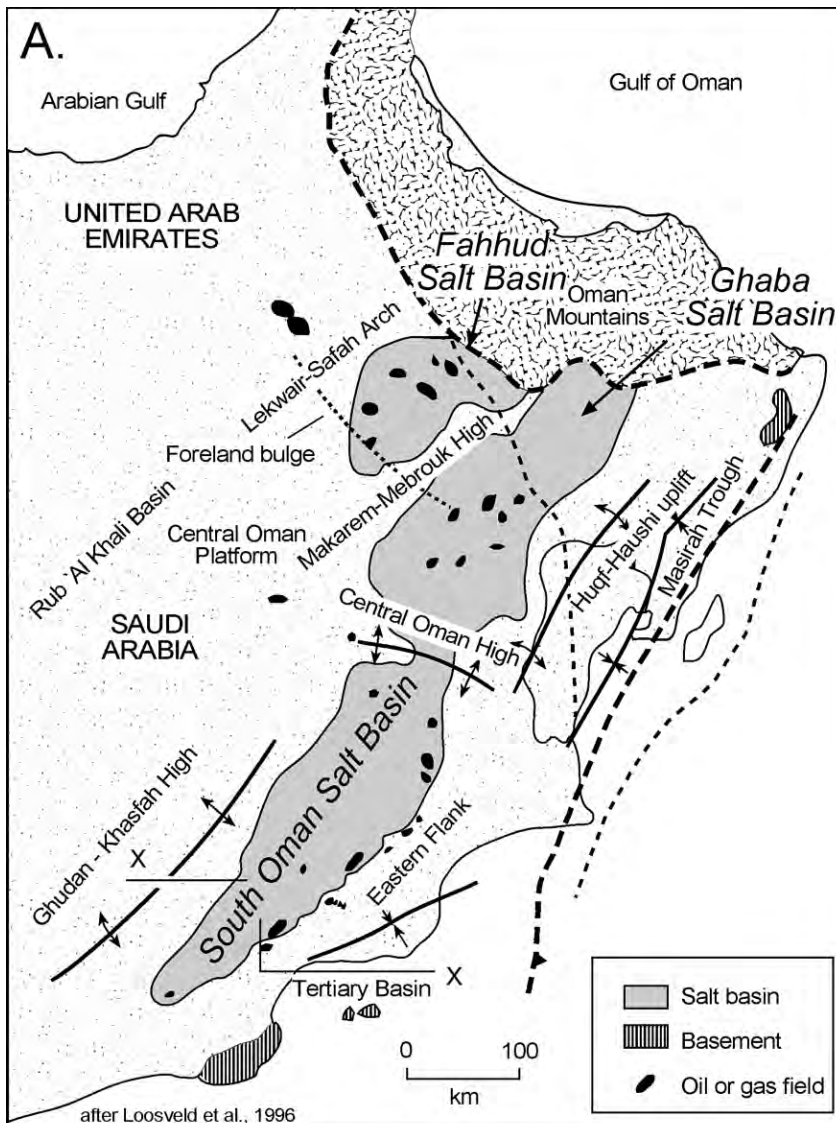 A.
Arabian Gulf
Gulf of Oman
UNITED ARAB
EMIRATES
Fahhud
Salt Basin
Oman
Mountains
Ghaba
Salt Basin
Lekwair-Safah Arch
Foreland bulge
Makarem-Mebrouk High
Rub `Al Khali Basin
Central Oman
Platform
Huqf-Haushi uplift
Masirah Trough
SAUDI
ARABIA
Central Oman High
South Oman Salt Basin
Ghudan - Khasfah High
X
Eastern Flank
X
Tertiary Basin
0 100
km
Salt basin
Basement
Oil or gas field
after Loosveld et al., 1996